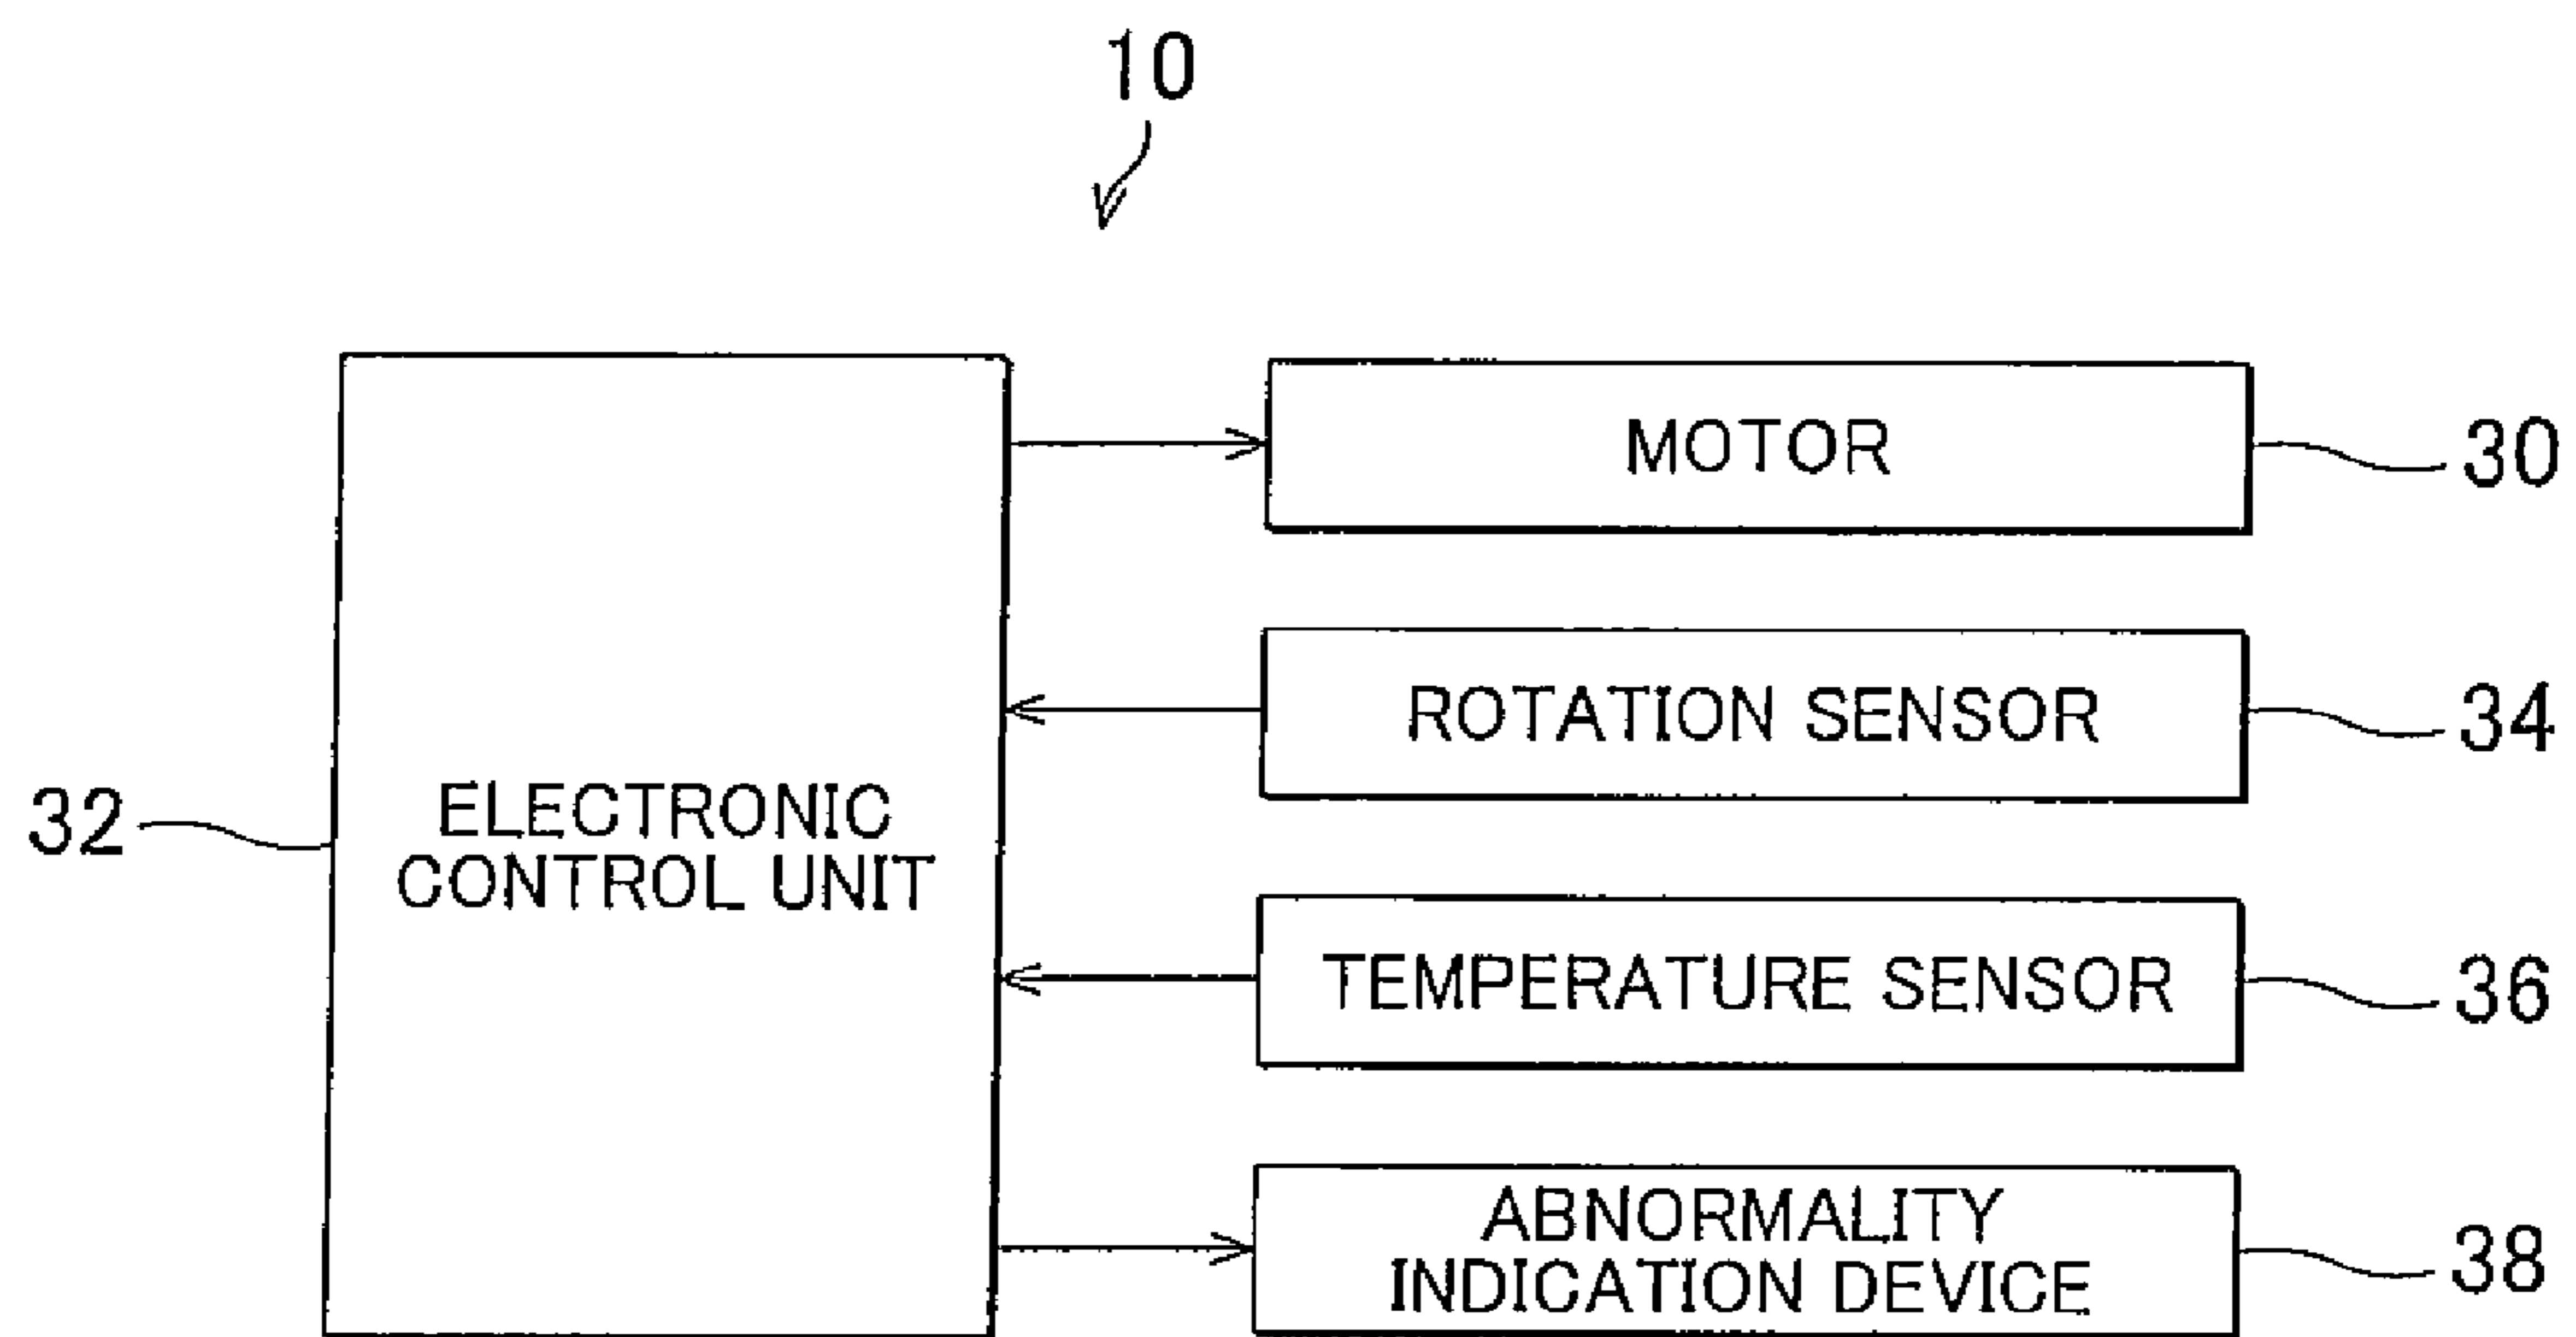 10
MOTOR
30
ROTATION SENSOR
34
32
ELECTRONIC
CONTROL UNIT
TEMPERATURE SENSOR
36
ABNORMALITY
INDICATION DEVICE
38